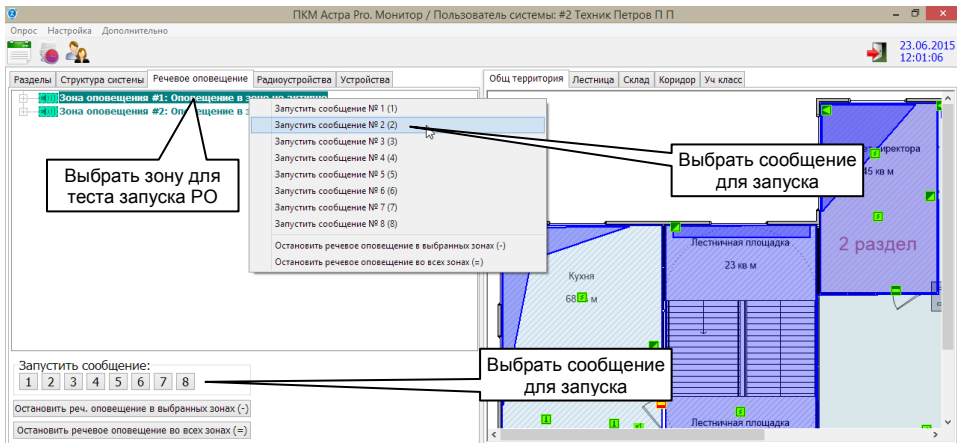 ПКМ Астра Pro. Монитор / Пользователь системы: #2 Техник Петров П П
Опрос Настройка Дополнительно
23.06.2015
12:01:06
Разделы Структура системы Речевое оповещение Радиоустройства Устройства
Общ территория Лестница Склад Коридор Уч класс
Зона оповещения #1: Оповещение в
Зона оповещения #2: Оповещение в
Запустить сообщение № 1 (1)
Запустить сообщение № 2 (2)
Запустить сообщение № 3 (3)
Запустить сообщение № 4 (4)
Запустить сообщение № 5 (5)
Запустить сообщение № 6 (6)
Запустить сообщение № 7 (7)
Запустить сообщение № 8 (8)
Остановить речевое оповещение в выбранных зонах (-)
Остановить речевое оповещение во всех зонах (=)
Выбрать зону для
теста запуска РО
Выбрать сообщение
для запуска
директора
45 кв м
2 раздел
Лестничная площадка
23 кв м
Кухня
68 м
Запустить сообщение:
1 2 3 4 5 6 7 8
Выбрать сообщение
для запуска
Остановить реч. оповещение в выбранных зонах (-)
Остановить речевое оповещение во всех зонах (=)
Лестничная площадка